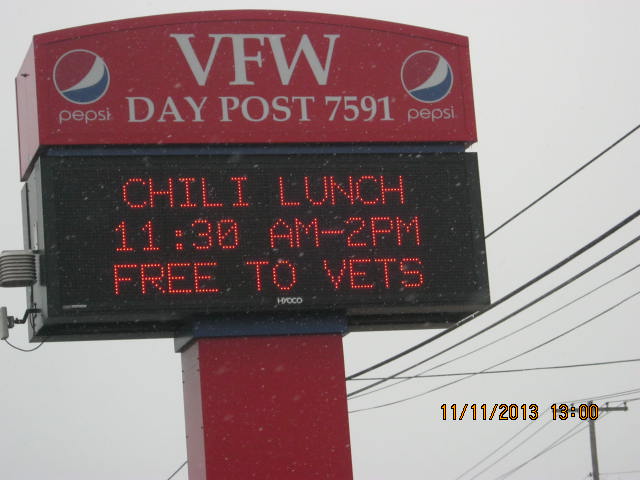 VFW
pepsi
DAY POST 7591
pepsi
CHILI LUNCH
11:30 AM-2PM
FREE TO VETS
HYOCO
11/11/2013 13:00